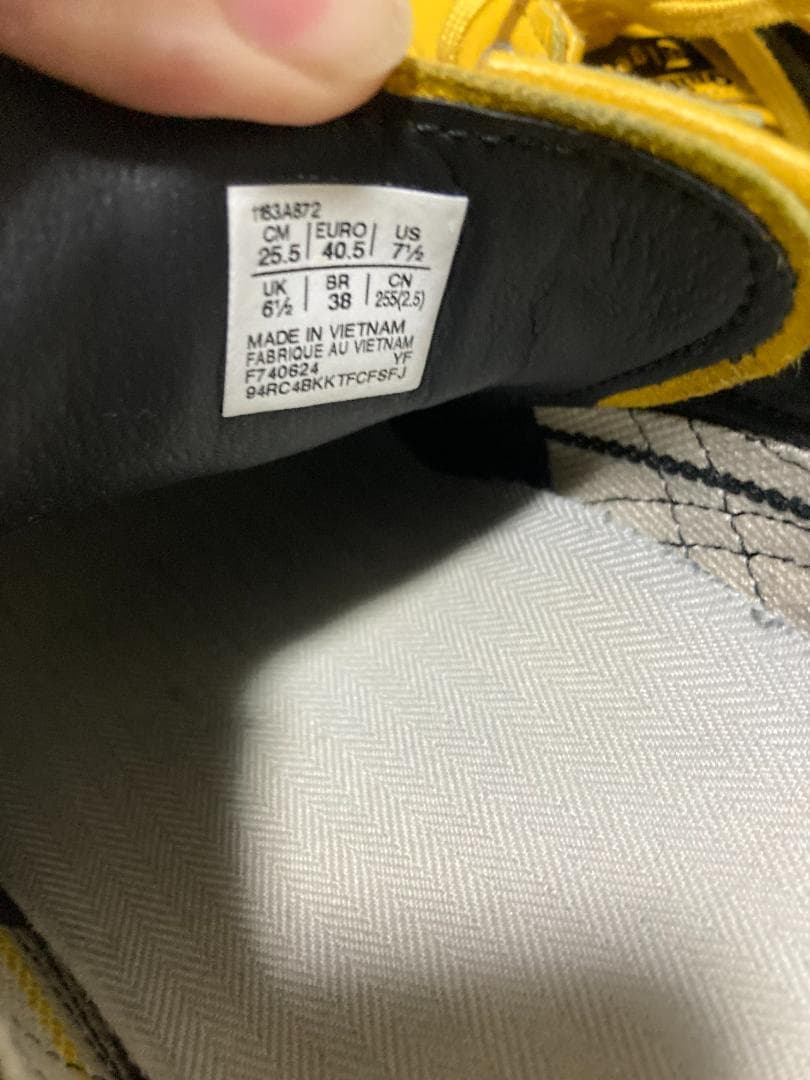 1183A872
CM EURO US
25.5 40.5 7½
UK BR CN
6½ 38 255(2.5)
MADE IN VIETNAM
FABRIQUE AU VIETNAM
F740624 YF
94RC4BKKTFCFSFJ